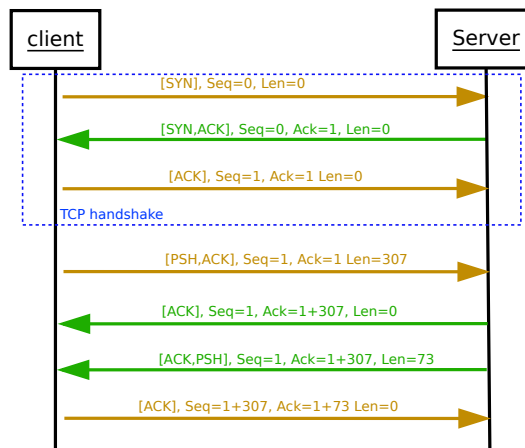 client
Server
[SYN], Seq=0, Len=0
[SYN,ACK], Seq=0, Ack=1, Len=0
[ACK], Seq=1, Ack=1 Len=0
TCP handshake
[PSH,ACK], Seq=1, Ack=1 Len=307
[ACK], Seq=1, Ack=1+307, Len=0
[ACK,PSH], Seq=1, Ack=1+307, Len=73
[ACK], Seq=1+307, Ack=1+73 Len=0